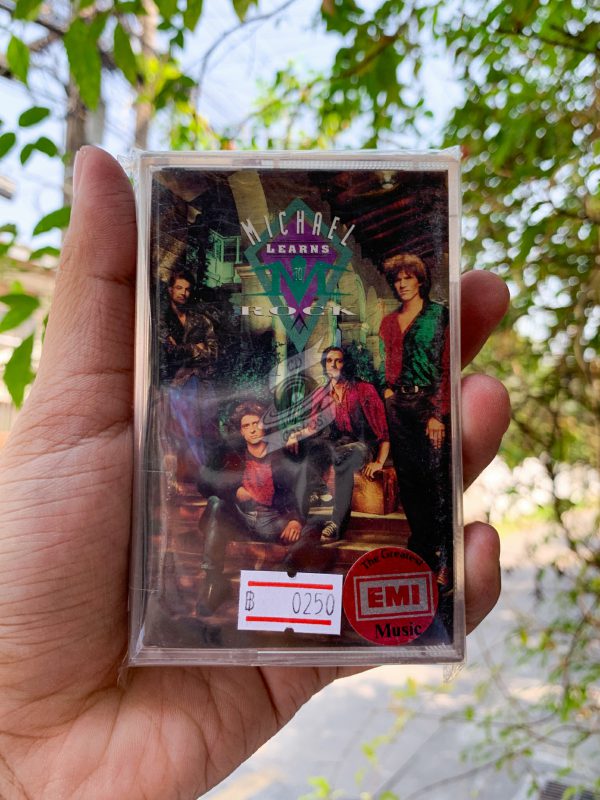 MICHAEL
LEARNS
TO
ROCK
฿ 0250
The Greatest
EMI
Music